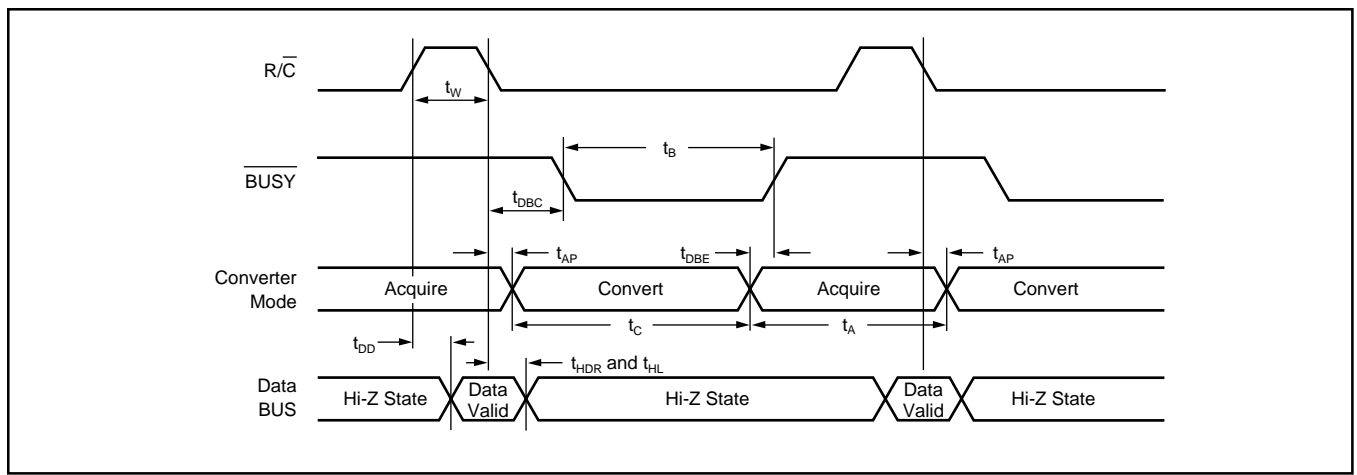 R/C̅
t_W
B̅U̅S̅Y̅
t_B
t_DBC
t_AP
t_DBE
t_AP
Converter Mode
Acquire
Convert
Acquire
Convert
t_C
t_A
t_DD
t_HDR and t_HL
Data BUS
Hi-Z State
Data Valid
Hi-Z State
Data Valid
Hi-Z State